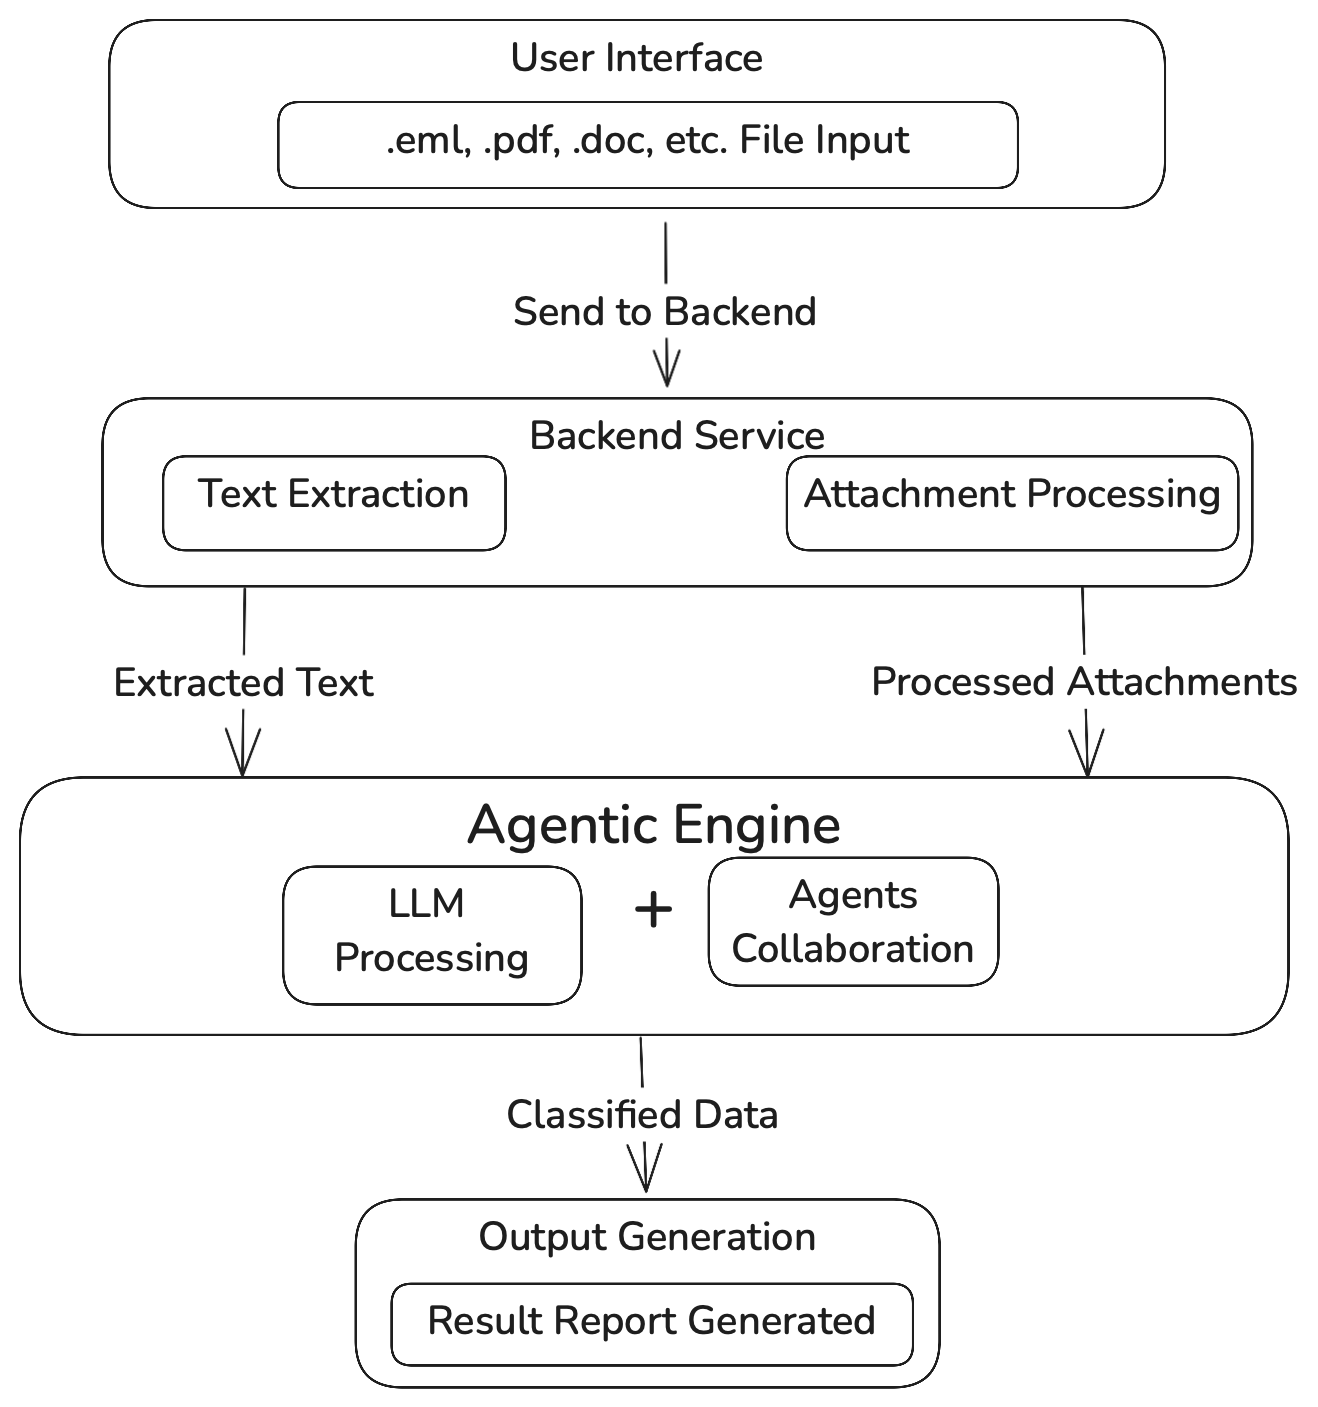 User Interface
.eml, .pdf, .doc, etc. File Input
Send to Backend
Backend Service
Text Extraction
Attachment Processing
Extracted Text
Processed Attachments
Agentic Engine
LLM
Processing
+
Agents
Collaboration
Classified Data
Output Generation
Result Report Generated